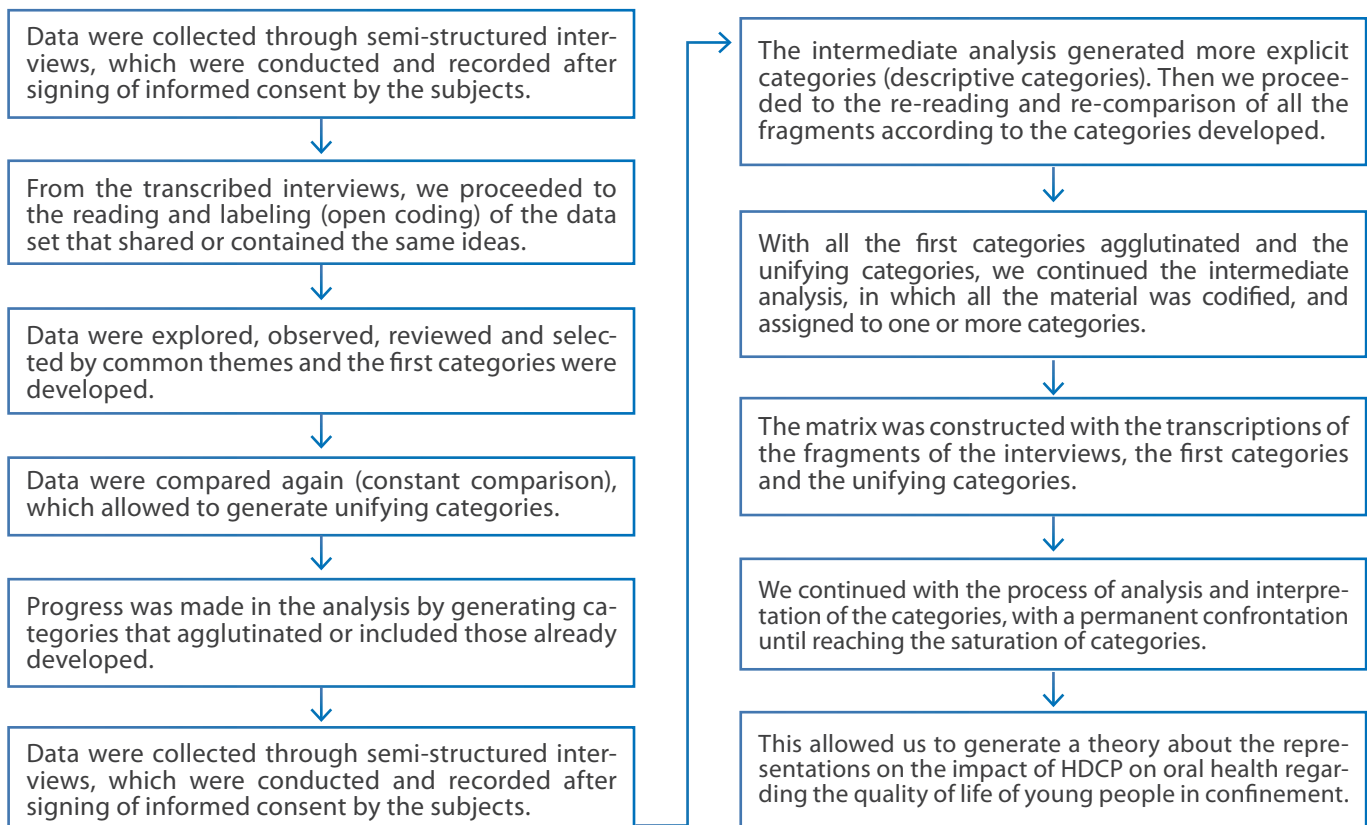 Data were collected through semi-structured inter-
views, which were conducted and recorded after
signing of informed consent by the subjects.
From the transcribed interviews, we proceeded to
the reading and labeling (open coding) of the data
set that shared or contained the same ideas.
Data were explored, observed, reviewed and selec-
ted by common themes and the first categories were
developed.
Data were compared again (constant comparison),
which allowed to generate unifying categories.
Progress was made in the analysis by generating ca-
tegories that agglutinated or included those already
developed.
Data were collected through semi-structured inter-
views, which were conducted and recorded after
signing of informed consent by the subjects.
The intermediate analysis generated more explicit
categories (descriptive categories). Then we procee-
ded to the re-reading and re-comparison of all the
fragments according to the categories developed.
With all the first categories agglutinated and the
unifying categories, we continued the intermediate
analysis, in which all the material was codified, and
assigned to one or more categories.
The matrix was constructed with the transcriptions of
the fragments of the interviews, the first categories
and the unifying categories.
We continued with the process of analysis and interpre-
tation of the categories, with a permanent confrontation
until reaching the saturation of categories.
This allowed us to generate a theory about the repre-
sentations on the impact of HDCP on oral health regar-
ding the quality of life of young people in confinement.